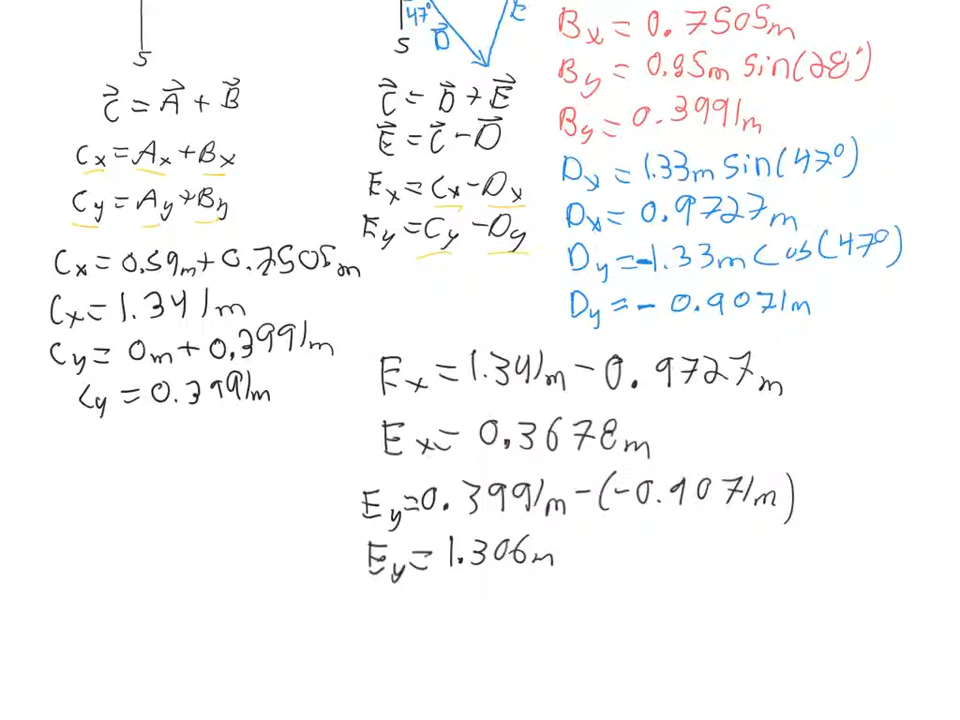 S
C⃗ = A⃗ + B⃗
Cx = Ax + Bx
Cy = Ay + By
Cx = 0.59m + 0.7505m
Cx = 1.341m
Cy = 0m + 0.3991m
Cy = 0.3991m
47°
D⃗
E
S
C⃗ = D⃗ + E⃗
E⃗ = C⃗ - D⃗
Ex = Cx - Dx
Ey = Cy - Dy
Bx = 0.7505m
By = 0.85m sin(28°)
By = 0.3991m
Dx = 1.33m sin(47°)
Dx = 0.9727m
Dy = -1.33m cos(47°)
Dy = - 0.9071m
Ex = 1.341m - 0.9727m
Ex = 0.3678m
Ey = 0.3991m - (-0.9071m)
Ey = 1.306m